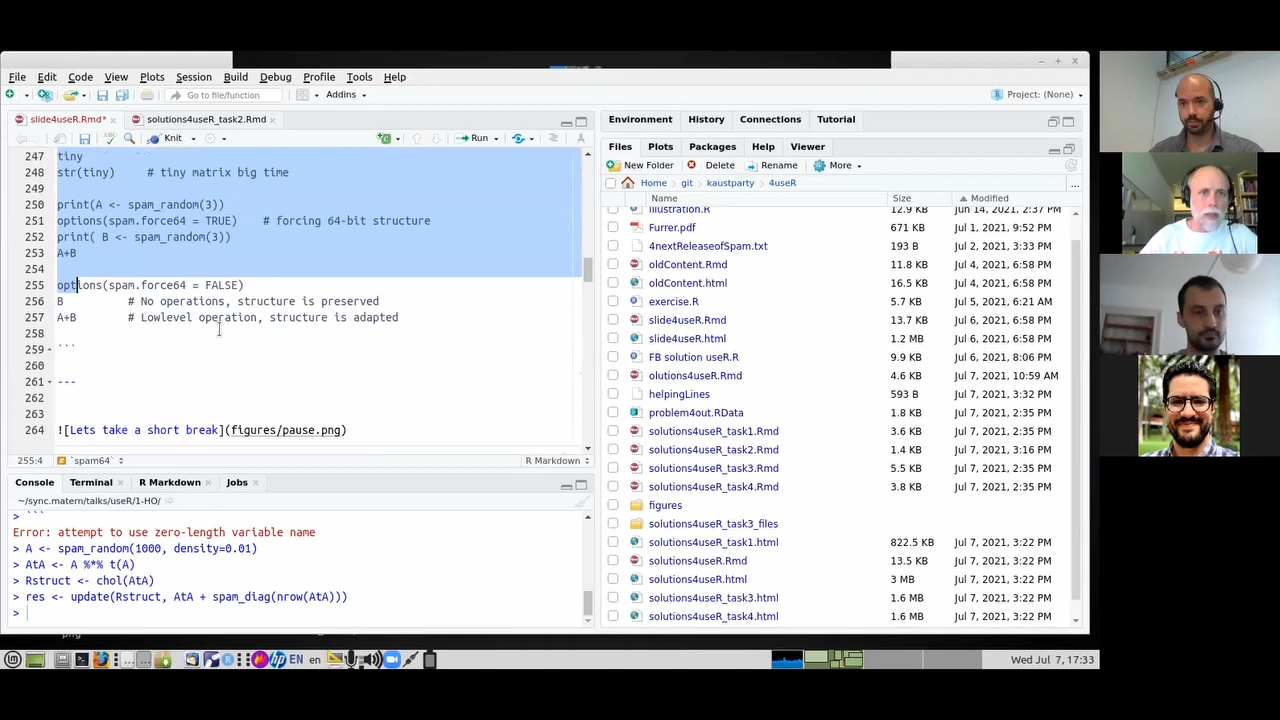 File Edit Code View Plots Session Build Debug Profile Tools Help
Go to file/function Addins Project: (None)
slide4useR.Rmd* solutions4useR_task2.Rmd
Knit Run
247 tiny
248 str(tiny) # tiny matrix big time
249
250 print(A <- spam_random(3))
251 options(spam.force64 = TRUE) # forcing 64-bit structure
252 print( B <- spam_random(3))
253 A+B
254
255 options(spam.force64 = FALSE)
256 B # No operations, structure is preserved
257 A+B # Lowlevel operation, structure is adapted
258
259 ```
260
261 ---
262
263
264 ![Lets take a short break](figures/pause.png)
255:4 `spam64` R Markdown
Console Terminal R Markdown Jobs
~/sync.matern/talks/useR/1-HO/
> ```
Error: attempt to use zero-length variable name
> A <- spam_random(1000, density=0.01)
> AtA <- A %*% t(A)
> Rstruct <- chol(AtA)
> res <- update(Rstruct, AtA + spam_diag(nrow(AtA)))
>
Environment History Connections Tutorial
Files Plots Packages Help Viewer
New Folder Delete Rename More
Home git kaustparty 4useR ...
Name Size Modified
illustration.R 12.9 KB Jun 14, 2021, 2:37 PM
Furrer.pdf 671 KB Jul 1, 2021, 9:52 PM
4nextReleaseofSpam.txt 193 B Jul 2, 2021, 3:33 PM
oldContent.Rmd 11.8 KB Jul 4, 2021, 6:58 PM
oldContent.html 13.7 KB Jul 4, 2021, 6:58 PM
exercise.R 5.7 KB Jul 5, 2021, 6:21 AM
slide4useR.Rmd 13.7 KB Jul 6, 2021, 6:58 PM
slide4useR.html 1.2 MB Jul 6, 2021, 6:58 PM
FB solution useR.R 9.9 KB Jul 6, 2021, 8:06 PM
olutions4useR.Rmd 4.6 KB Jul 7, 2021, 10:59 AM
helpingLines 593 B Jul 7, 2021, 3:32 PM
problem4out.RData 1.8 KB Jul 7, 2021, 2:35 PM
solutions4useR_task1.Rmd 3.6 KB Jul 7, 2021, 2:35 PM
solutions4useR_task2.Rmd 1.4 KB Jul 7, 2021, 3:16 PM
solutions4useR_task3.Rmd 5.5 KB Jul 7, 2021, 2:35 PM
solutions4useR_task4.Rmd 3.8 KB Jul 7, 2021, 2:35 PM
figures
solutions4useR_task3_files
solutions4useR_task1.html 822.5 KB Jul 7, 2021, 3:22 PM
solutions4useR.Rmd 13.5 KB Jul 7, 2021, 3:22 PM
solutions4useR.html 3 MB Jul 7, 2021, 3:22 PM
solutions4useR_task3.html 1.6 MB Jul 7, 2021, 3:22 PM
solutions4useR_task4.html 1.6 MB Jul 7, 2021, 3:22 PM
png
EN en Wed Jul 7, 17:33